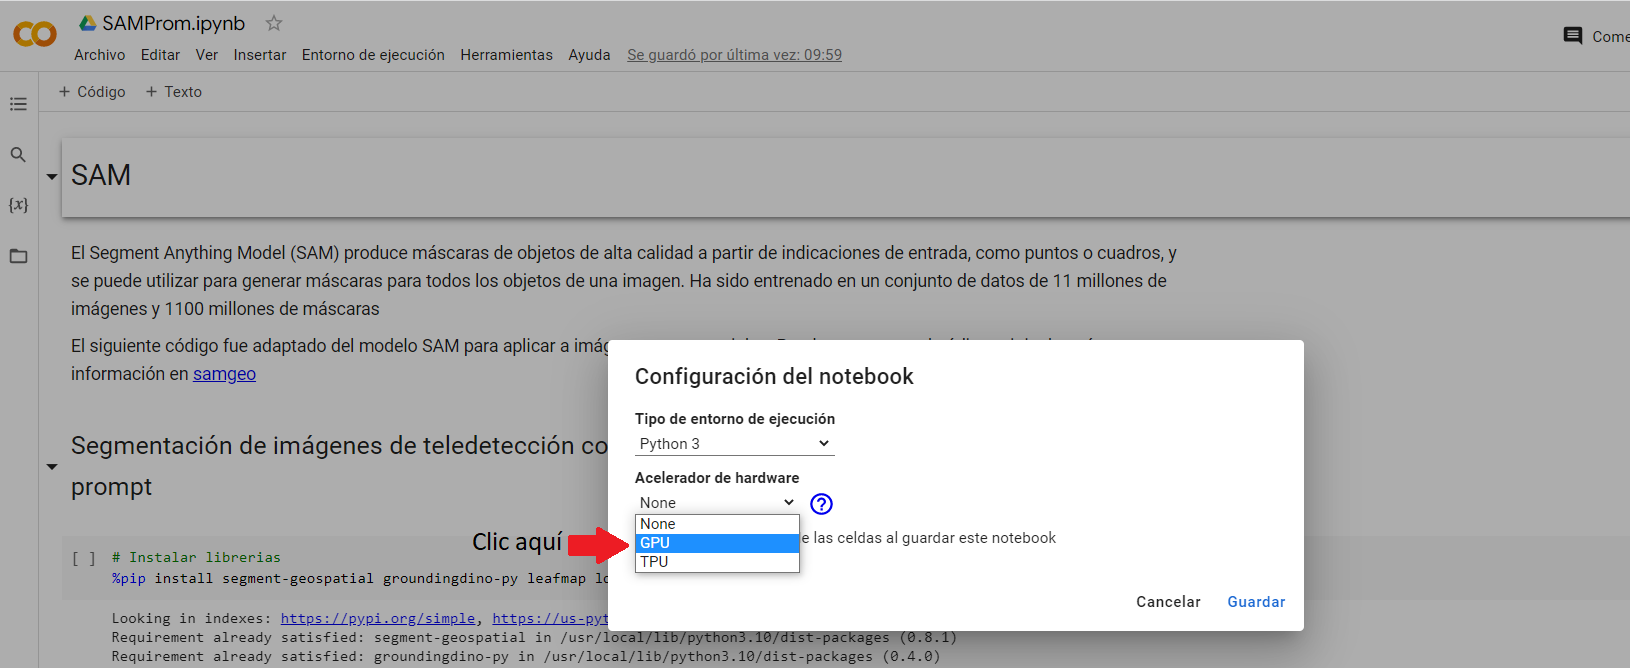 SAMProm.ipynb
Archivo Editar Ver Insertar Entorno de ejecución Herramientas Ayuda Se guardó por última vez: 09:59
+ Código + Texto
SAM
{x}
El Segment Anything Model (SAM) produce máscaras de objetos de alta calidad a partir de indicaciones de entrada, como puntos o cuadros, y
se puede utilizar para generar máscaras para todos los objetos de una imagen. Ha sido entrenado en un conjunto de datos de 11 millones de
imágenes y 1100 millones de máscaras
El siguiente código fue adaptado del modelo SAM para aplicar a
información en samgeo
Segmentación de imágenes de teledetección
prompt
Configuración del notebook
Tipo de entorno de ejecución
Python 3
Acelerador de hardware
None
?
None
GPU
TPU
las celdas al guardar este notebook
Cancelar Guardar
Clic aquí
[ ] # Instalar librerias
%pip install segment-geospatial groundingdino-py leafmap
Looking in indexes: https://pypi.org/simple, https://us-pyt
Requirement already satisfied: segment-geospatial in /usr/local/lib/python3.10/dist-packages (0.8.1)
Requirement already satisfied: groundingdino-py in /usr/local/lib/python3.10/dist-packages (0.4.0)